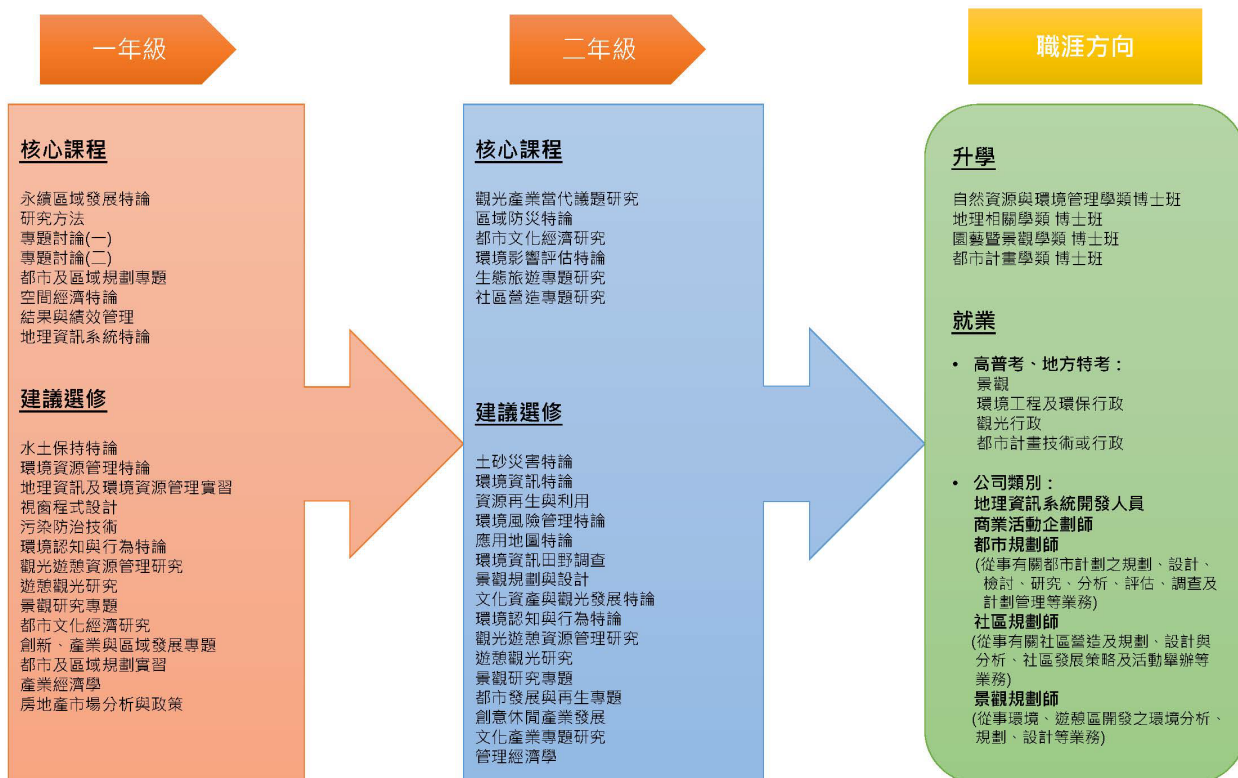 一年級
核心課程
永續區域發展特論
研究方法
專題討論(一)
專題討論(二)
都市及區域規劃專題
空間經濟特論
結果與績效管理
地理資訊系統特論
建議選修
水土保持特論
環境資源管理特論
地理資訊及環境資源管理實習
視窗程式設計
污染防治技術
環境認知與行為特論
觀光遊憩資源管理研究
遊憩觀光研究
景觀研究專題
都市文化經濟研究
創新、產業與區域發展專題
都市及區域規劃實習
產業經濟學
房地產市場分析與政策
二年級
核心課程
觀光產業當代議題研究
區域防災特論
都市文化經濟研究
環境影響評估特論
生態旅遊專題研究
社區營造專題研究
建議選修
土砂災害特論
環境資訊特論
資源再生與利用
環境風險管理特論
應用地圖特論
環境資訊田野調查
景觀規劃與設計
文化資產與觀光發展特論
環境認知與行為特論
觀光遊憩資源管理研究
遊憩觀光研究
景觀研究專題
都市發展與再生專題
創意休閒產業發展
文化產業專題研究
管理經濟學
職涯方向
升學
自然資源與環境管理學類博士班
地理相關學類 博士班
園藝暨景觀學類 博士班
都市計畫學類 博士班
就業
• 高普考、地方特考：
景觀
環境工程及環保行政
觀光行政
都市計畫技術或行政
• 公司類別：
地理資訊系統開發人員
商業活動企劃師
都市規劃師
(從事有關都市計劃之規劃、設計、
檢討、研究、分析、評估、調查及
計劃管理等業務)
社區規劃師
(從事有關社區營造及規劃、設計與
分析、社區發展策略及活動舉辦等
業務)
景觀規劃師
(從事環境、遊憩區開發之環境分析、
規劃、設計等業務)